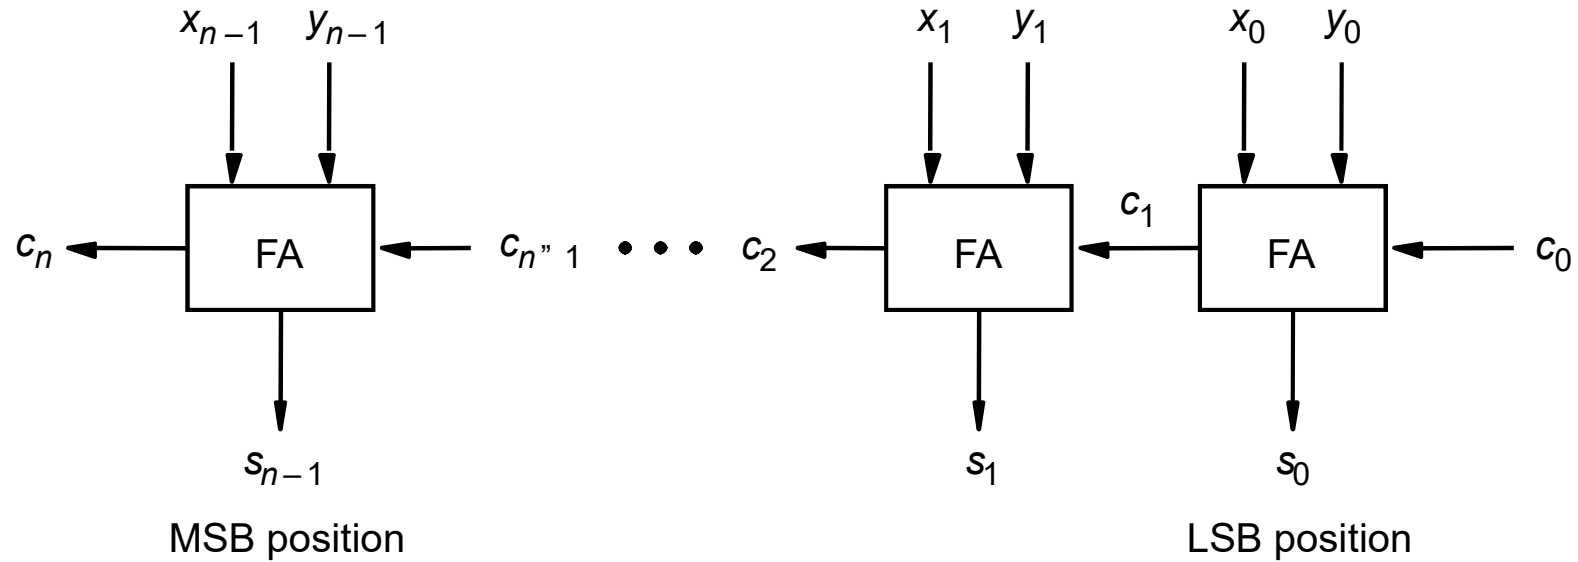 xn–1 yn–1 x1 y1 x0 y0
c1
cn FA cn” 1 c2 FA FA c0
sn–1 s1 s0
MSB position LSB position